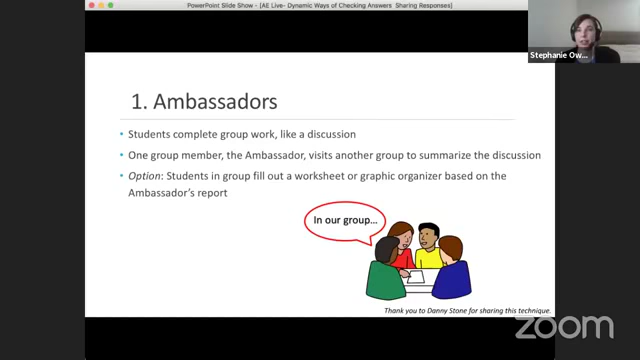 PowerPoint Slide Show - [AE Live- Dynamic Ways of Checking Answers Sharing Responses]
Stephanie Ow...
1. Ambassadors
• Students complete group work, like a discussion
• One group member, the Ambassador, visits another group to summarize the discussion
• Option: Students in group fill out a worksheet or graphic organizer based on the
Ambassador's report
In our group...
Thank you to Danny Stone for sharing this technique.
zoom